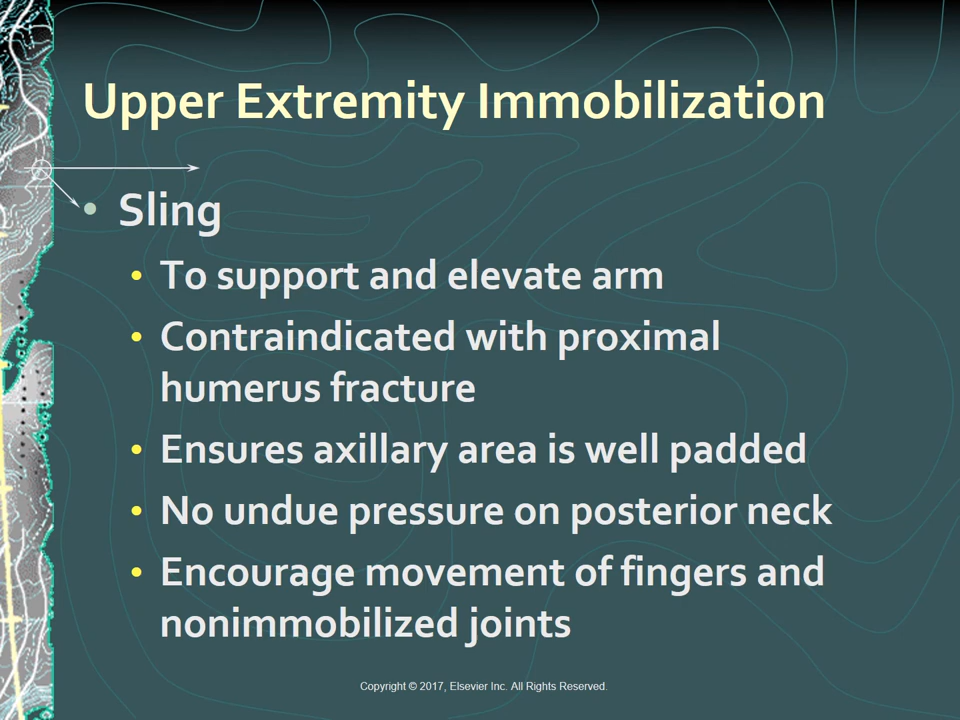 Upper Extremity Immobilization
• Sling
• To support and elevate arm
• Contraindicated with proximal
humerus fracture
• Ensures axillary area is well padded
• No undue pressure on posterior neck
• Encourage movement of fingers and
nonimmobilized joints
Copyright © 2017, Elsevier Inc. All Rights Reserved.